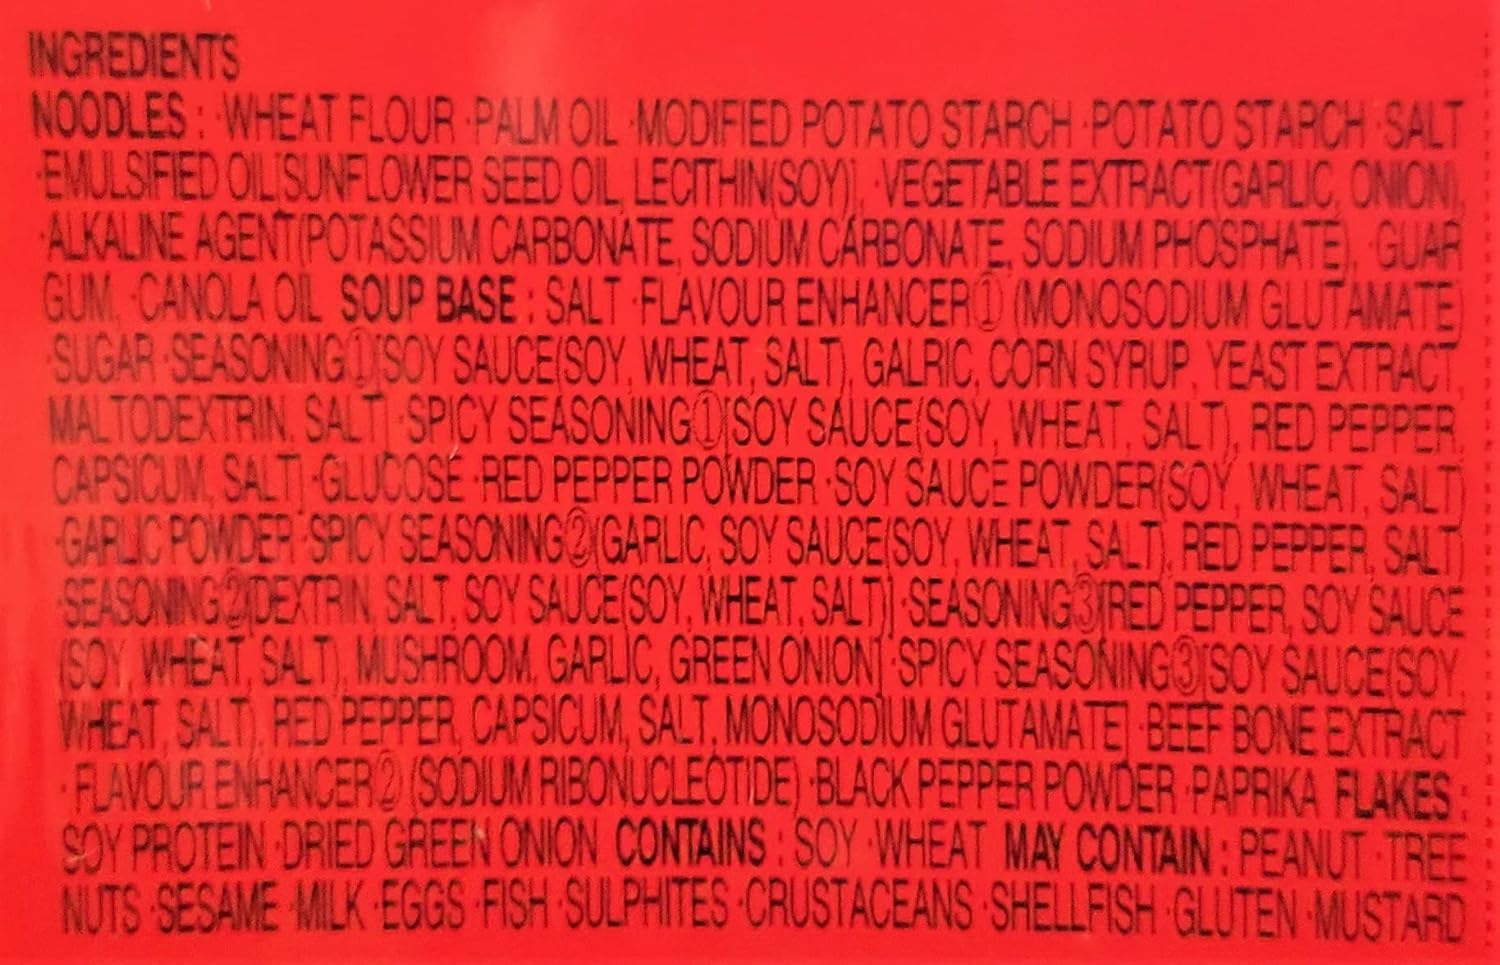 INGREDIENTS
NOODLES : ·WHEAT FLOUR ·PALM OIL ·MODIFIED POTATO STARCH ·POTATO STARCH ·SALT
·EMULSIFIED OIL[SUNFLOWER SEED OIL, LECITHIN(SOY)], ·VEGETABLE EXTRACT(GARLIC, ONION),
·ALKALINE AGENT(POTASSIUM CARBONATE, SODIUM CARBONATE, SODIUM PHOSPHATE), ·GUAR
GUM, ·CANOLA OIL SOUP BASE : SALT ·FLAVOUR ENHANCER① (MONOSODIUM GLUTAMATE)
·SUGAR ·SEASONING①[SOY SAUCE(SOY, WHEAT, SALT), GALRIC, CORN SYRUP, YEAST EXTRACT,
MALTODEXTRIN, SALT] ·SPICY SEASONING①[SOY SAUCE(SOY, WHEAT, SALT), RED PEPPER,
CAPSICUM, SALT] ·GLUCOSE ·RED PEPPER POWDER ·SOY SAUCE POWDER(SOY, WHEAT, SALT)
·GARLIC POWDER ·SPICY SEASONING②[GARLIC, SOY SAUCE(SOY, WHEAT, SALT), RED PEPPER, SALT]
·SEASONING②[DEXTRIN, SALT, SOY SAUCE(SOY, WHEAT, SALT)] ·SEASONING③[RED PEPPER, SOY SAUCE
(SOY, WHEAT, SALT), MUSHROOM, GARLIC, GREEN ONION] ·SPICY SEASONING③[SOY SAUCE(SOY,
WHEAT, SALT), RED PEPPER, CAPSICUM, SALT, MONOSODIUM GLUTAMATE] ·BEEF BONE EXTRACT
·FLAVOUR ENHANCER② (SODIUM RIBONUCLEOTIDE) ·BLACK PEPPER POWDER ·PAPRIKA FLAKES :
SOY PROTEIN ·DRIED GREEN ONION CONTAINS : SOY ·WHEAT MAY CONTAIN : PEANUT ·TREE
NUTS ·SESAME ·MILK ·EGGS ·FISH ·SULPHITES ·CRUSTACEANS ·SHELLFISH ·GLUTEN ·MUSTARD